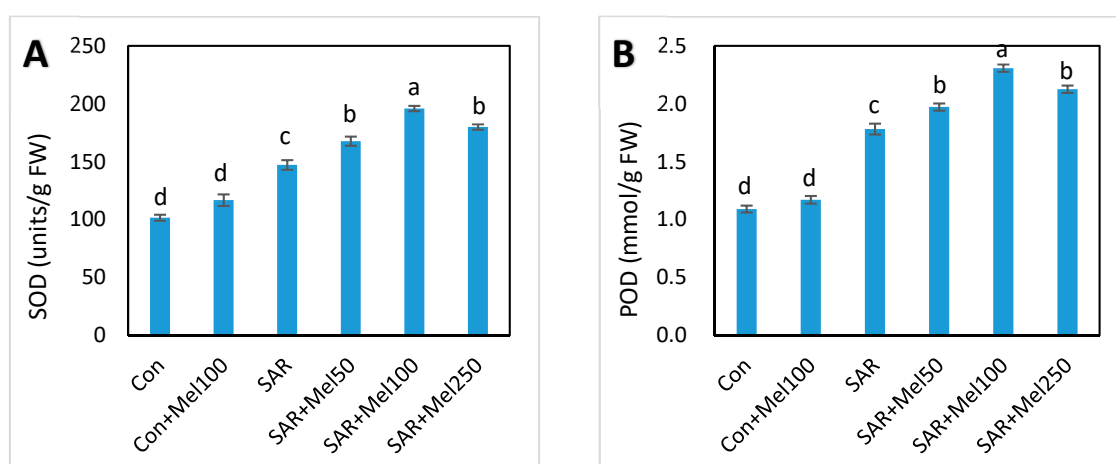 A
SOD (units/g FW)
250
200
150
100
50
0
d
d
c
b
a
b
Con
Con+Mel100
SAR
SAR+Mel50
SAR+Mel100
SAR+Mel250
B
POD (mmol/g FW)
2.5
2.0
1.5
1.0
0.5
0.0
d
d
c
b
a
b
Con
Con+Mel100
SAR
SAR+Mel50
SAR+Mel100
SAR+Mel250